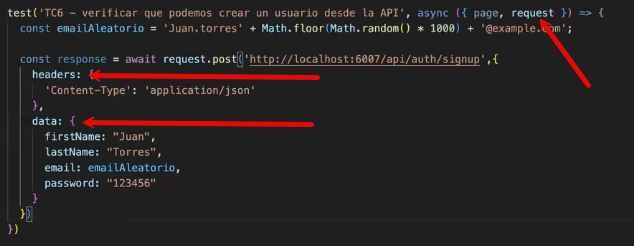 test('TC6 - verificar que podemos crear un usuario desde la API', async ({ page, request }) => {
const emailAleatorio = 'Juan.torres' + Math.floor(Math.random() * 1000) + '@example.com';
const response = await request.post('http://localhost:6007/api/auth/signup',{
headers: {
'Content-Type': 'application/json'
},
data: {
firstName: "Juan",
lastName: "Torres",
email: emailAleatorio,
password: "123456"
}
})
})